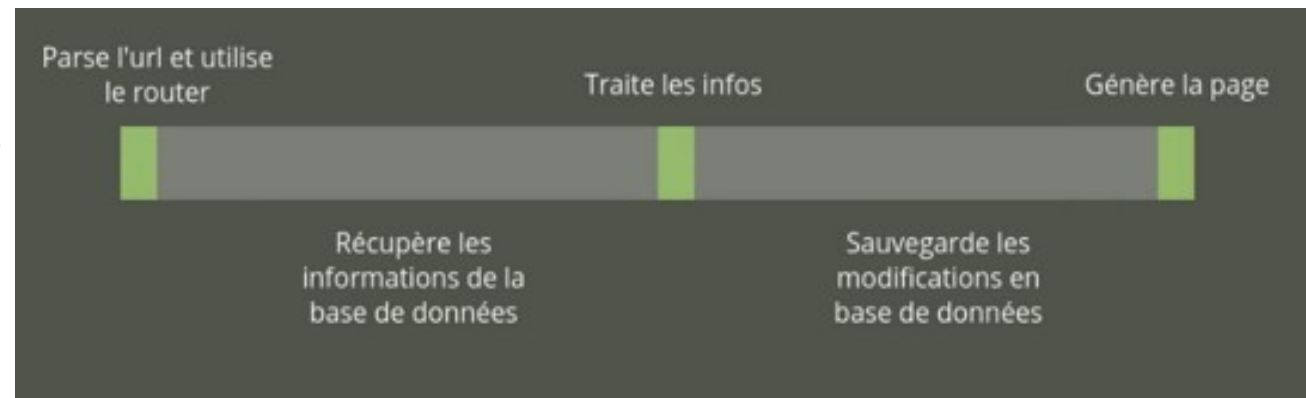 Parse l'url et utilise
le router
Traite les infos
Génère la page
Récupère les
informations de la
base de données
Sauvegarde les
modifications en
base de données